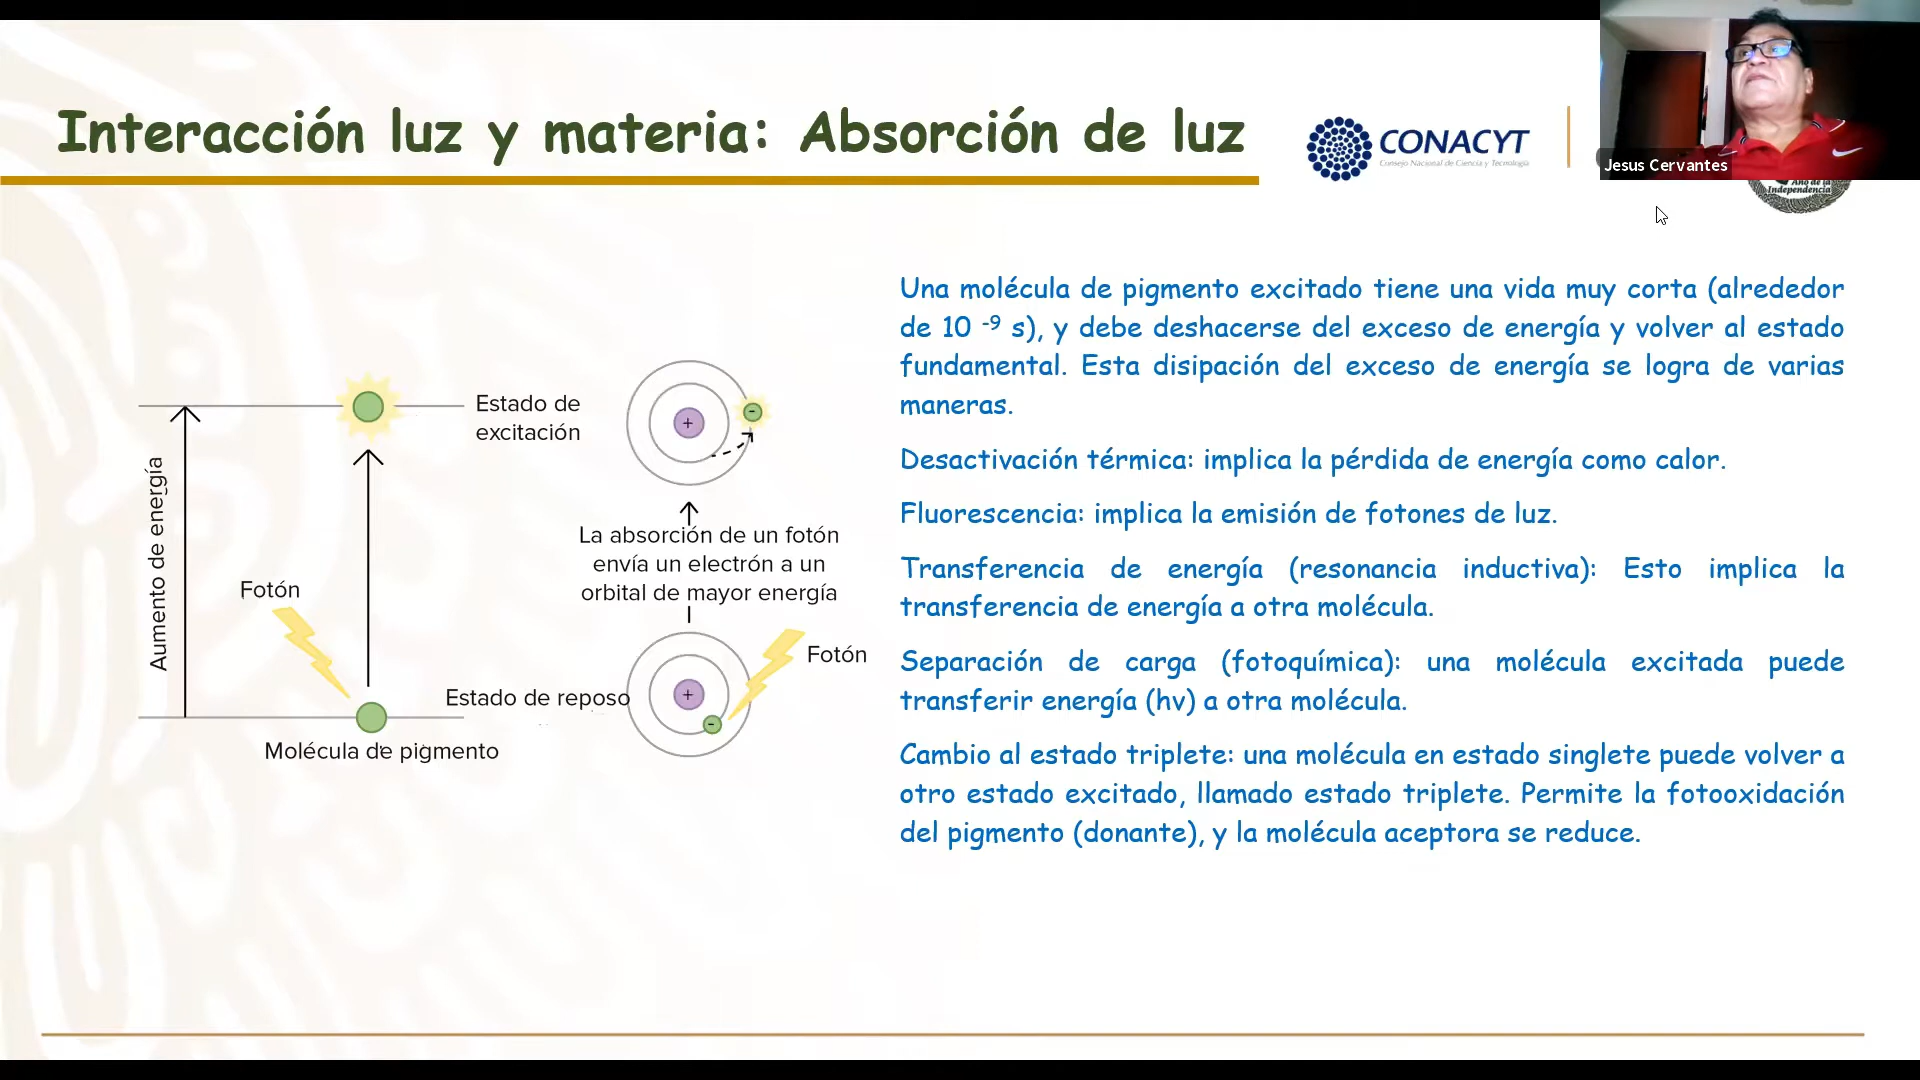 Interacción luz y materia: Absorción de luz
CONACYT
Consejo Nacional de Ciencia y Tecnología
Jesus Cervantes
Año de la
Independencia
Estado de
excitación
Aumento de energía
Fotón
La absorción de un fotón
envía un electrón a un
orbital de mayor energía
Fotón
Estado de reposo
Molécula de pigmento
+
-
+
-
Una molécula de pigmento excitado tiene una vida muy corta (alrededor
de 10 -9 s), y debe deshacerse del exceso de energía y volver al estado
fundamental. Esta disipación del exceso de energía se logra de varias
maneras.
Desactivación térmica: implica la pérdida de energía como calor.
Fluorescencia: implica la emisión de fotones de luz.
Transferencia de energía (resonancia inductiva): Esto implica la
transferencia de energía a otra molécula.
Separación de carga (fotoquímica): una molécula excitada puede
transferir energía (hv) a otra molécula.
Cambio al estado triplete: una molécula en estado singlete puede volver a
otro estado excitado, llamado estado triplete. Permite la fotooxidación
del pigmento (donante), y la molécula aceptora se reduce.